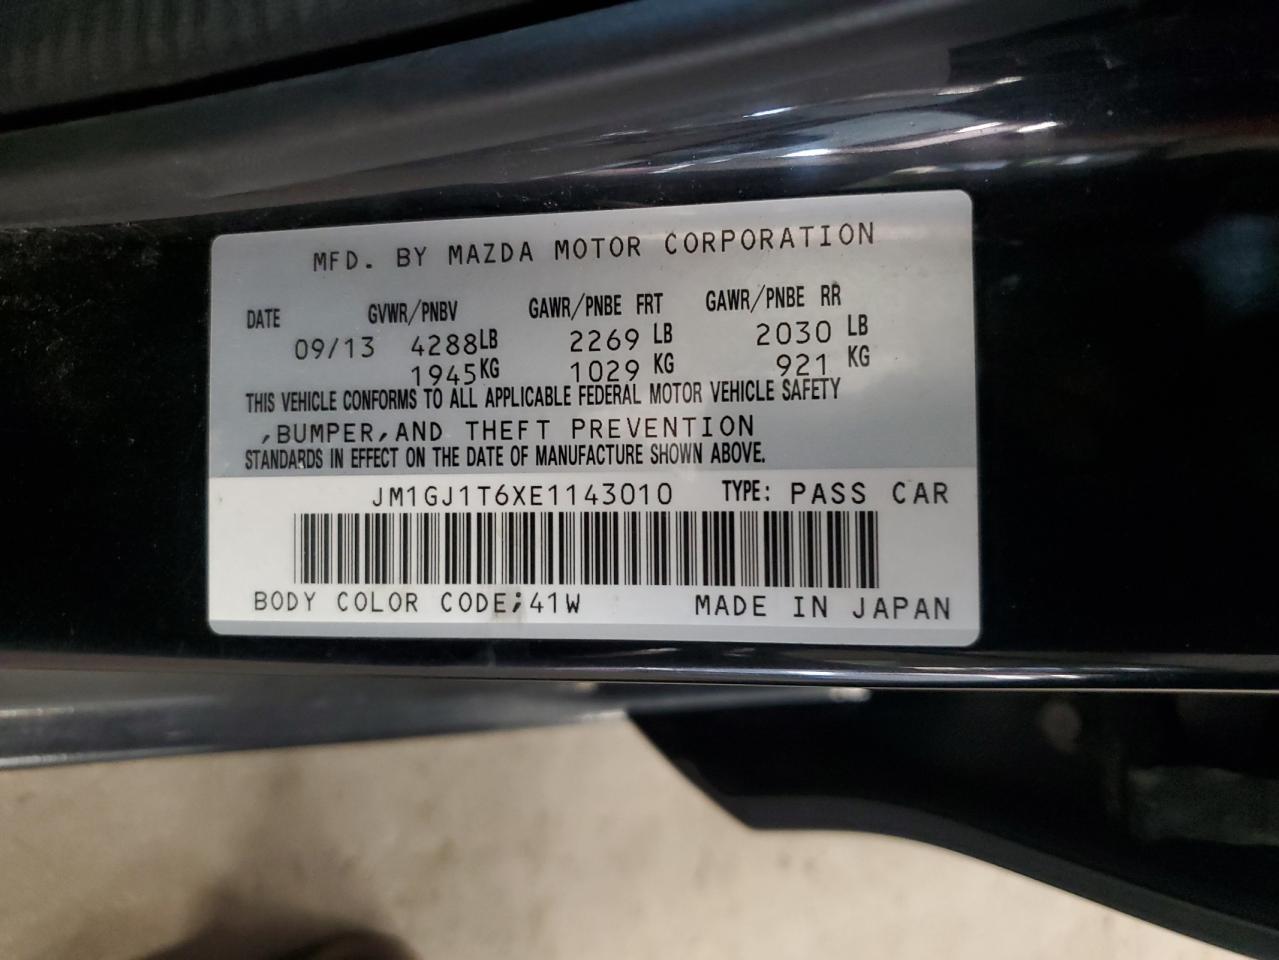 MFD. BY MAZDA MOTOR CORPORATION
DATE GVWR/PNBV GAWR/PNBE FRT GAWR/PNBE RR
09/13 4288LB 2269 LB 2030 LB
1945KG 1029 KG 921 KG
THIS VEHICLE CONFORMS TO ALL APPLICABLE FEDERAL MOTOR VEHICLE SAFETY
,BUMPER,AND THEFT PREVENTION
STANDARDS IN EFFECT ON THE DATE OF MANUFACTURE SHOWN ABOVE.
JM1GJ1T6XE1143010 TYPE: PASS CAR
BODY COLOR CODE;41W MADE IN JAPAN